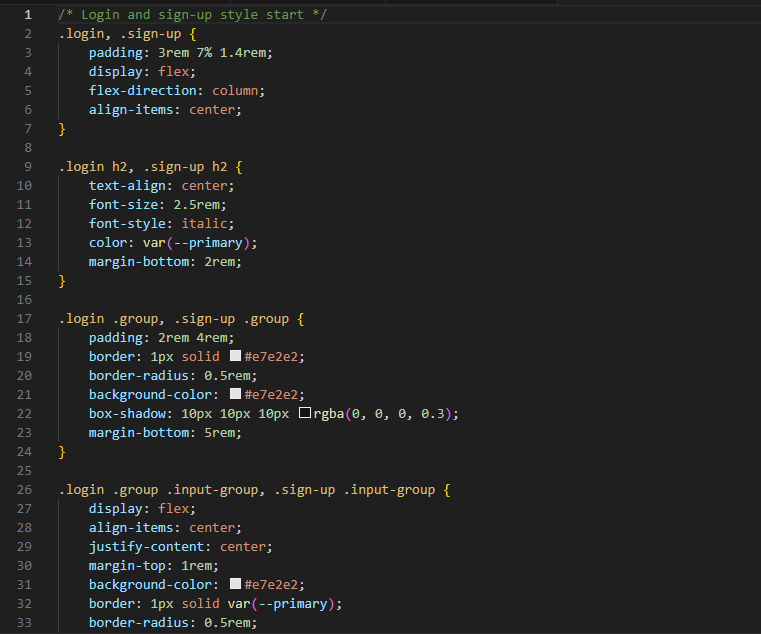 1 /* Login and sign-up style start */
2 .login, .sign-up {
3     padding: 3rem 7% 1.4rem;
4     display: flex;
5     flex-direction: column;
6     align-items: center;
7 }
8
9 .login h2, .sign-up h2 {
10     text-align: center;
11     font-size: 2.5rem;
12     font-style: italic;
13     color: var(--primary);
14     margin-bottom: 2rem;
15 }
16
17 .login .group, .sign-up .group {
18     padding: 2rem 4rem;
19     border: 1px solid #e7e2e2;
20     border-radius: 0.5rem;
21     background-color: #e7e2e2;
22     box-shadow: 10px 10px 10px rgba(0, 0, 0, 0.3);
23     margin-bottom: 5rem;
24 }
25
26 .login .group .input-group, .sign-up .input-group {
27     display: flex;
28     align-items: center;
29     justify-content: center;
30     margin-top: 1rem;
31     background-color: #e7e2e2;
32     border: 1px solid var(--primary);
33     border-radius: 0.5rem;